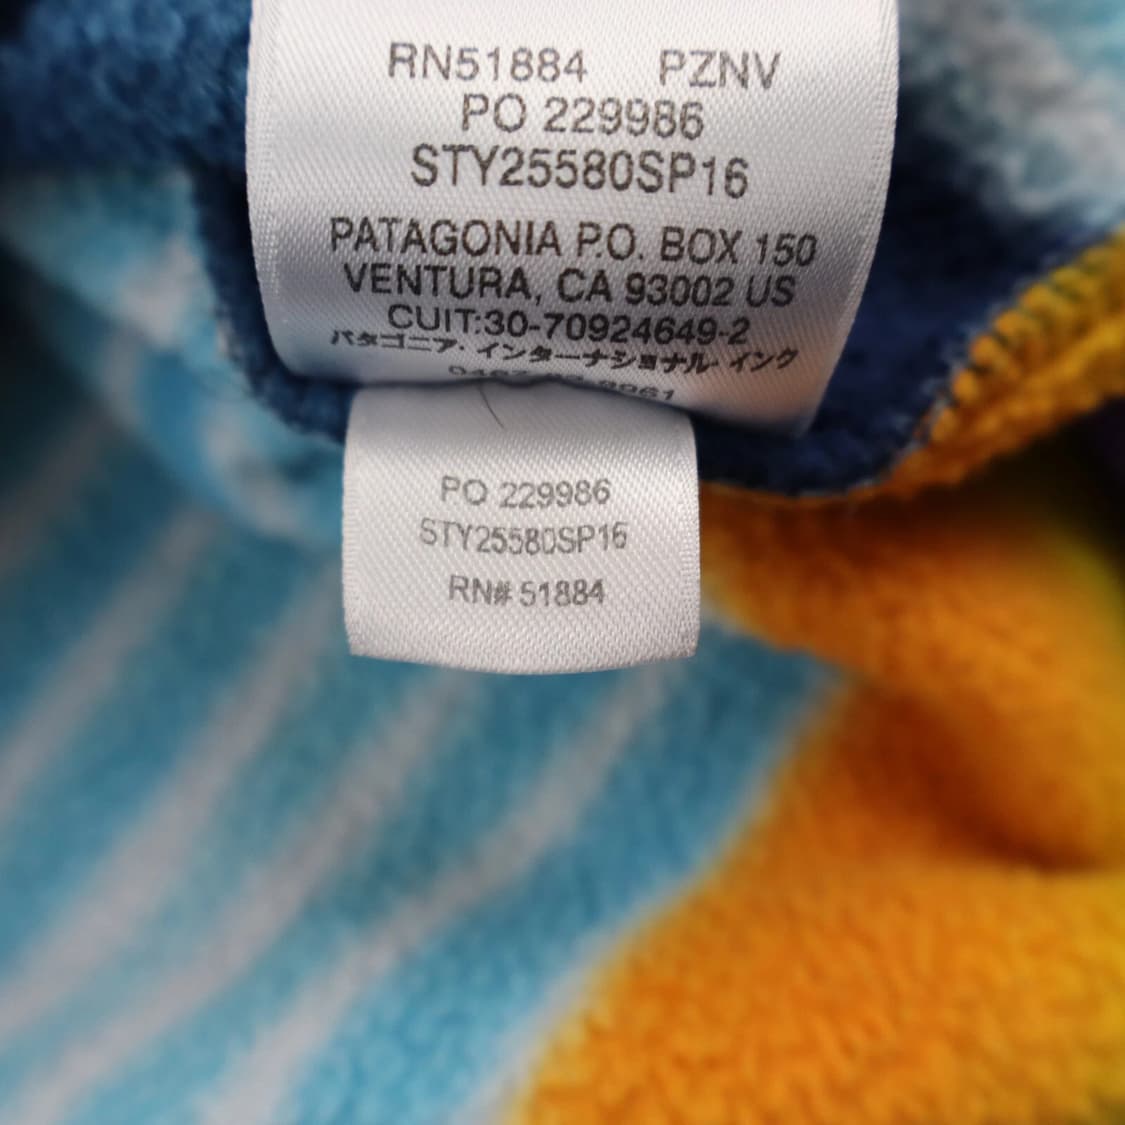 RN51884 PZNV
PO 229986
STY25580SP16
PATAGONIA P.O. BOX 150
VENTURA, CA 93002 US
CUIT:30-70924649-2
パタゴニア・インターナショナル・インク
PO 229986
STY25580SP16
RN# 51884